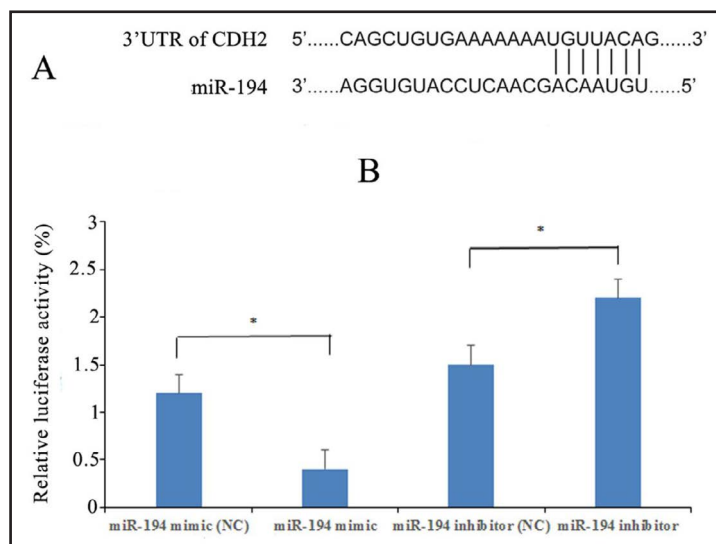 A
3'UTR of CDH2 5'......CAGCUGUGAAAAAAAUGUUACAG......3'
miR-194 3'......AGGUGUACCUCAACGACAAUGU......5'
B
Relative luciferase activity (%)
3
2.5
2
1.5
1
0.5
0
*
*
miR-194 mimic (NC) miR-194 mimic miR-194 inhibitor (NC) miR-194 inhibitor